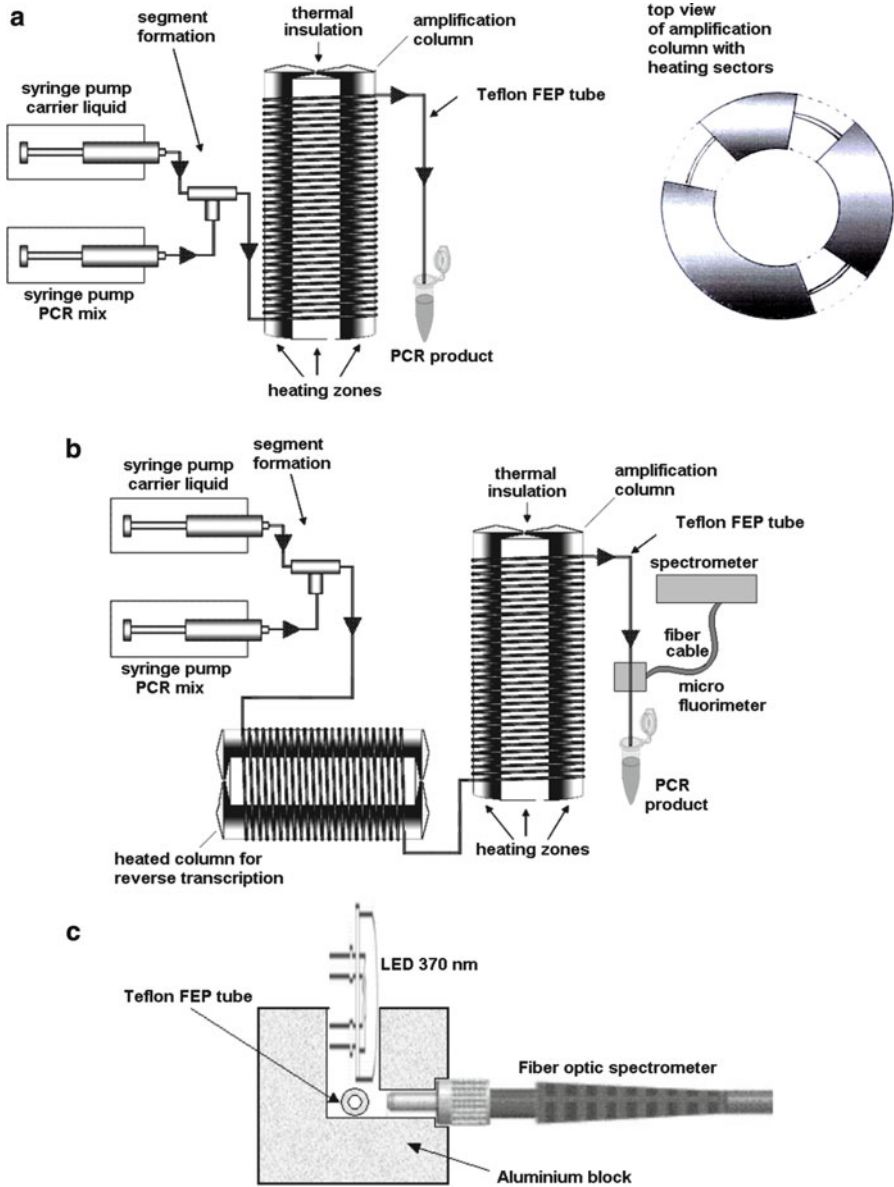 a
segment
formation
thermal
insulation
amplification
column
top view
of amplification
column with
heating sectors
syringe pump
carrier liquid
Teflon FEP tube
syringe pump
PCR mix
PCR product
heating zones
b
segment
formation
syringe pump
carrier liquid
thermal
insulation
amplification
column
Teflon FEP tube
spectrometer
fiber
cable
micro
fluorimeter
syringe pump
PCR mix
PCR
product
heating zones
heated column for
reverse transcription
c
LED 370 nm
Teflon FEP tube
Fiber optic spectrometer
Aluminium block